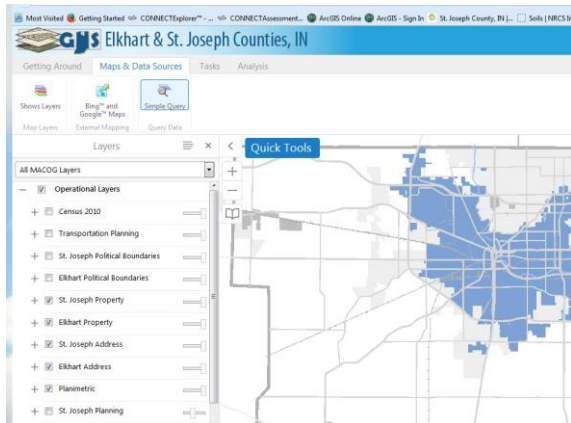 Most Visited Getting Started CONNECTExplorer™ - ... CONNECTAssessment... ArcGIS Online ArcGIS - Sign In St. Joseph County, IN |... Soils | NRCS In
GIS Elkhart & St. Joseph Counties, IN
Getting Around Maps & Data Sources Tasks Analysis
Shows Layers Bing™ and Google™ Maps Simple Query
Map Layers External Mapping Query Data
Layers Quick Tools
All MACOG Layers
Operational Layers
Census 2010
Transportation Planning
St. Joseph Political Boundaries
Elkhart Political Boundaries
St. Joseph Property
Elkhart Property
St. Joseph Address
Elkhart Address
Planimetric
St. Joseph Planning